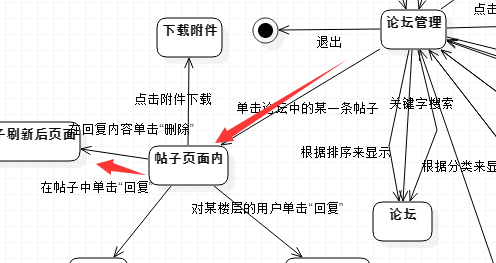 点击
下载附件
论坛管理
退出
点击附件下载
单击论坛中的某一条帖子
关键字搜索
子刷新后页面
在回复内容单击“删除”
帖子页面内
根据排序来显示
根据分类来显
在帖子中单击“回复”
对某楼层的用户单击“回复”
论坛